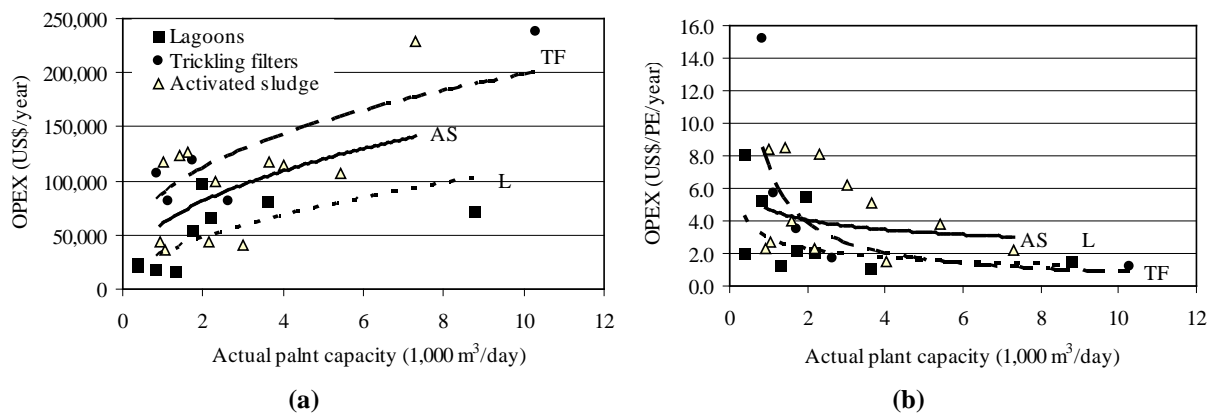 OPEX (US$/year)
250,000
200,000
150,000
100,000
50,000
0
Lagoons
Trickling filters
Activated sludge
TF
AS
L
0 2 4 6 8 10 12
Actual palnt capacity (1,000 m³/day)
(a)
OPEX (US$/PE/year)
16.0
14.0
12.0
10.0
8.0
6.0
4.0
2.0
0.0
AS
L
TF
0 2 4 6 8 10 12
Actual plant capacity (1,000 m³/day)
(b)